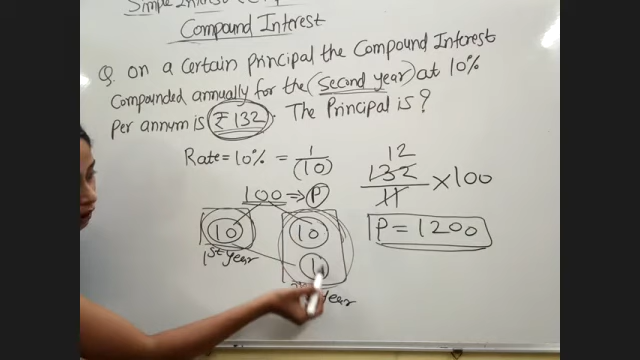 Simple Interest
Compound Interest
Q. On a Certain Principal the Compound Interest
Compounded annually for the (Second year) at 10%
Per annum is ₹132. The Principal is?
Rate = 10% = 1/10
100 ⇒ P
10
1st year
10
1
year
12
132/11 × 100
P = 1200